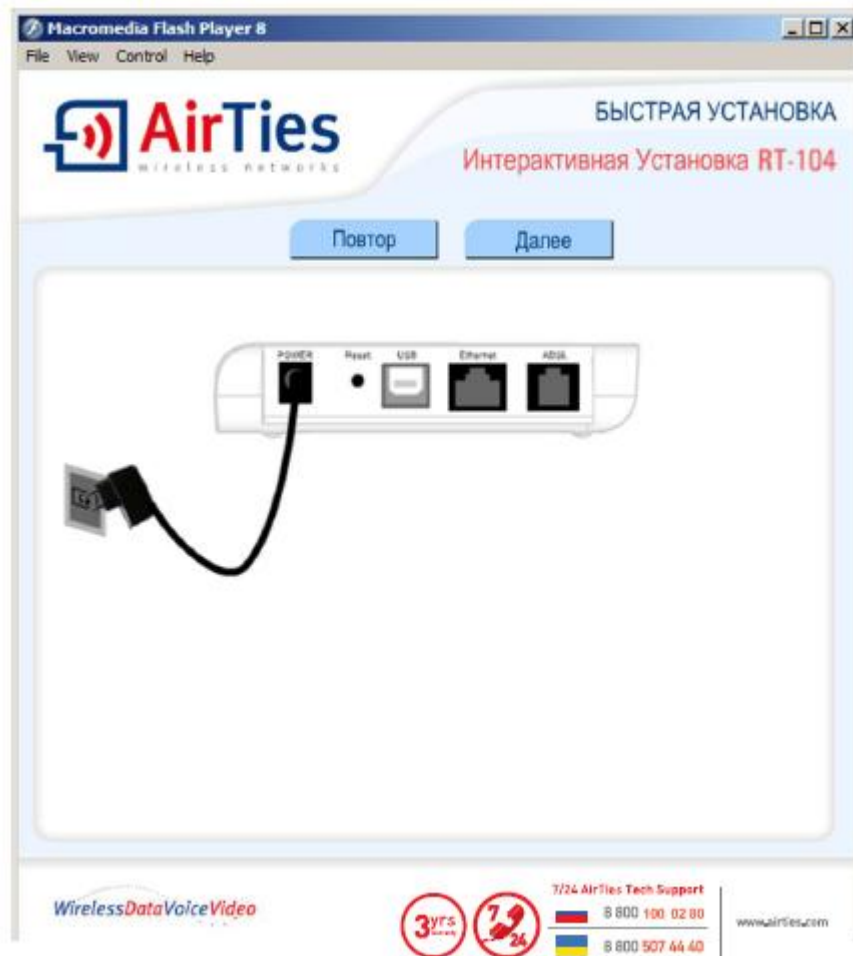 Macromedia Flash Player 8
File View Control Help
AirTies
wireless networks
БЫСТРАЯ УСТАНОВКА
Интерактивная Установка RT-104
Повтор Далее
POWER Reset USB Ethernet ADSL
7/24 AirTies Tech Support
WirelessDataVoiceVideo
3yrs
7 24
8 800 100 02 80
www.airties.com
8 800 507 44 40